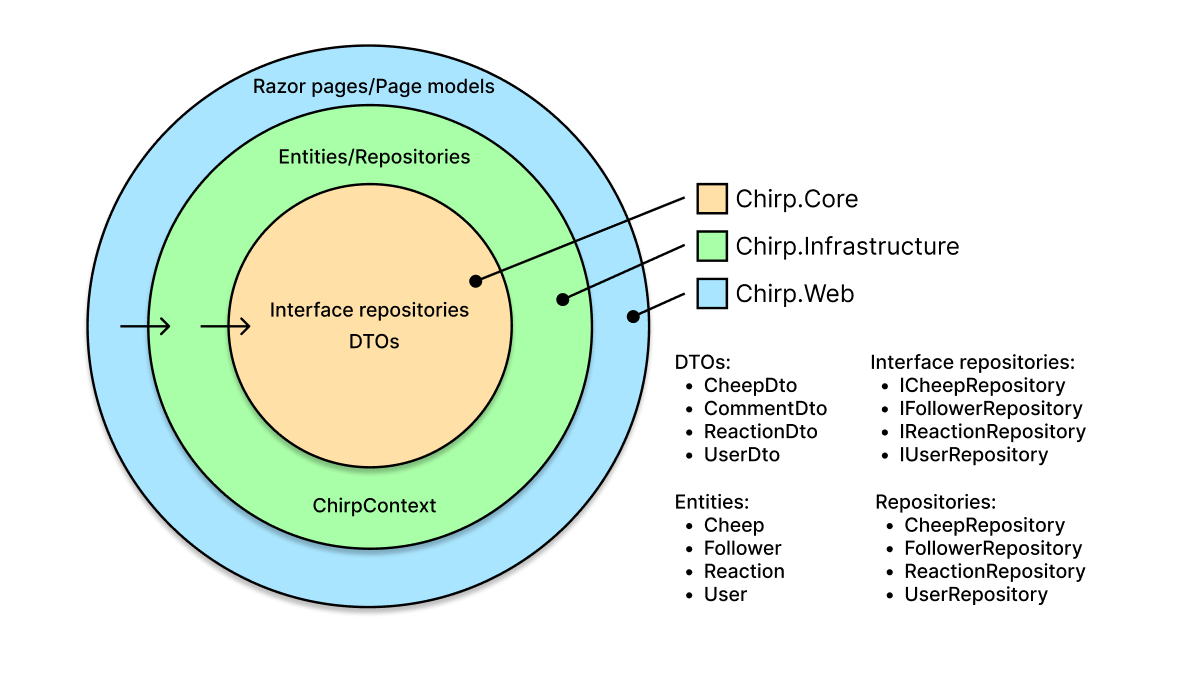 Razor pages/Page models
Entities/Repositories
Interface repositories
DTOs
ChirpContext
Chirp.Core
Chirp.Infrastructure
Chirp.Web
DTOs:
• CheepDto
• CommentDto
• ReactionDto
• UserDto
Interface repositories:
• ICheepRepository
• IFollowerRepository
• IReactionRepository
• IUserRepository
Entities:
• Cheep
• Follower
• Reaction
• User
Repositories:
• CheepRepository
• FollowerRepository
• ReactionRepository
• UserRepository